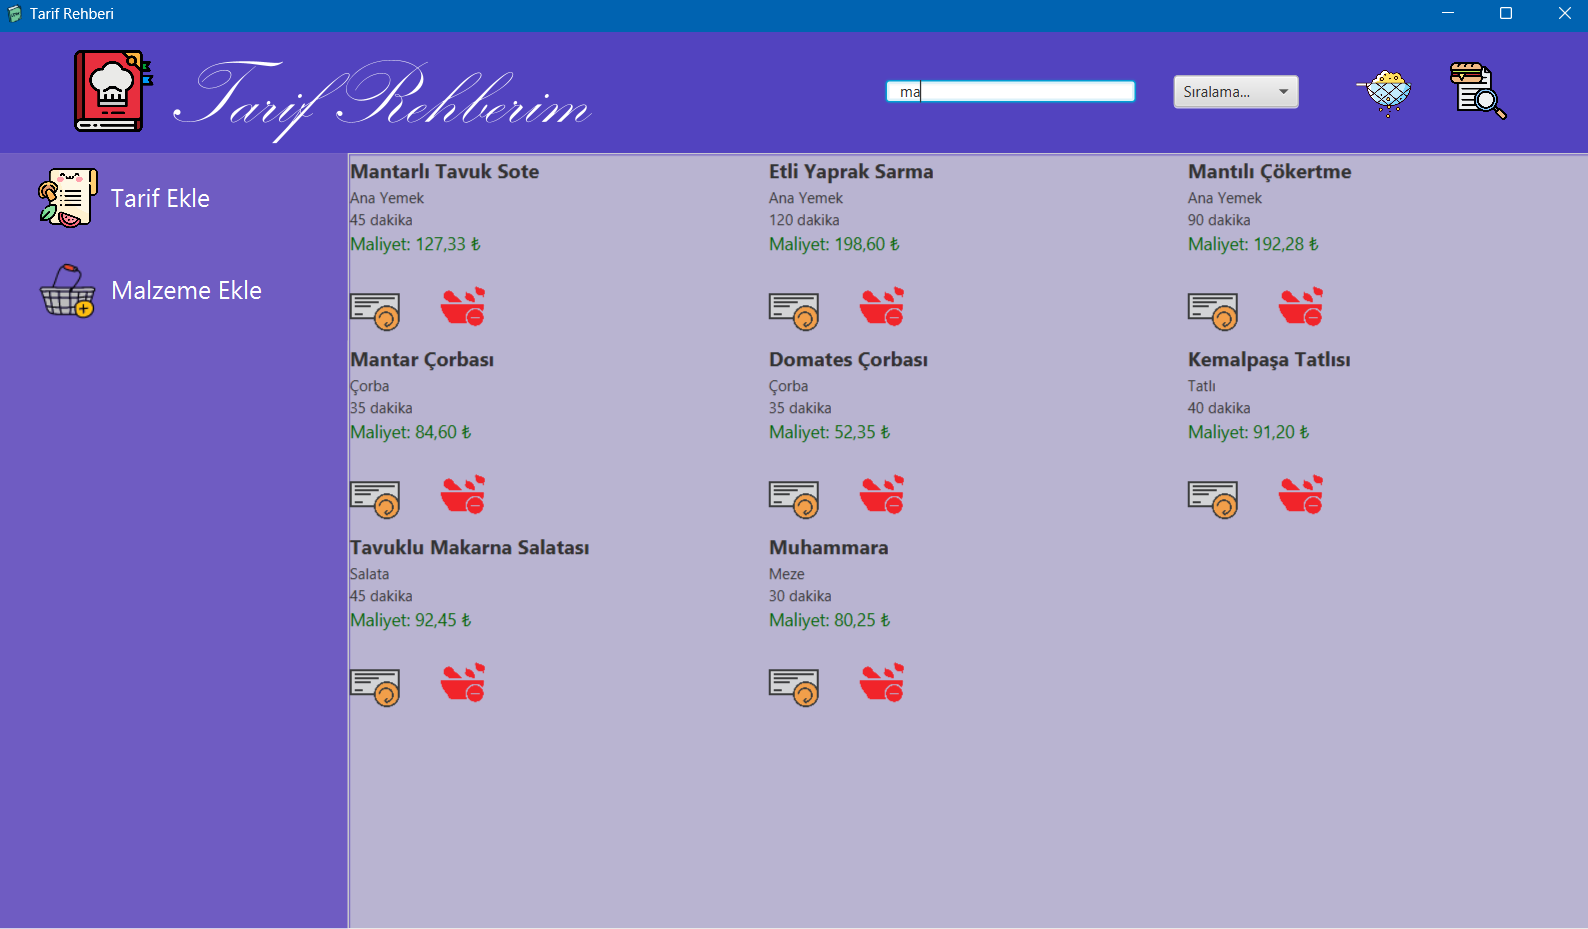 Tarif Rehberi
Tarif Rehberim
ma
Sıralama...
Tarif Ekle
Malzeme Ekle
Mantarlı Tavuk Sote
Ana Yemek
45 dakika
Maliyet: 127,33 ₺
Etli Yaprak Sarma
Ana Yemek
120 dakika
Maliyet: 198,60 ₺
Mantılı Çökertme
Ana Yemek
90 dakika
Maliyet: 192,28 ₺
Mantar Çorbası
Çorba
35 dakika
Maliyet: 84,60 ₺
Domates Çorbası
Çorba
35 dakika
Maliyet: 52,35 ₺
Kemalpaşa Tatlısı
Tatlı
40 dakika
Maliyet: 91,20 ₺
Tavuklu Makarna Salatası
Salata
45 dakika
Maliyet: 92,45 ₺
Muhammara
Meze
30 dakika
Maliyet: 80,25 ₺